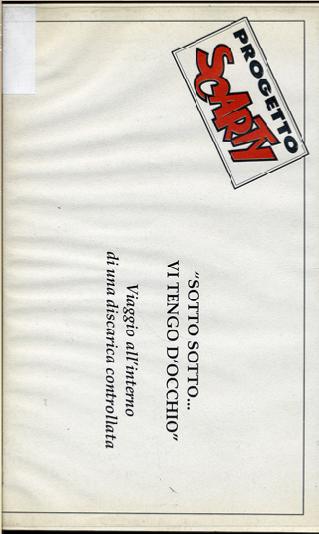 PROGETTO
SCARTY
"SOTTO SOTTO...
VI TENGO D'OCCHIO"
Viaggio all'interno
di una discarica controllata